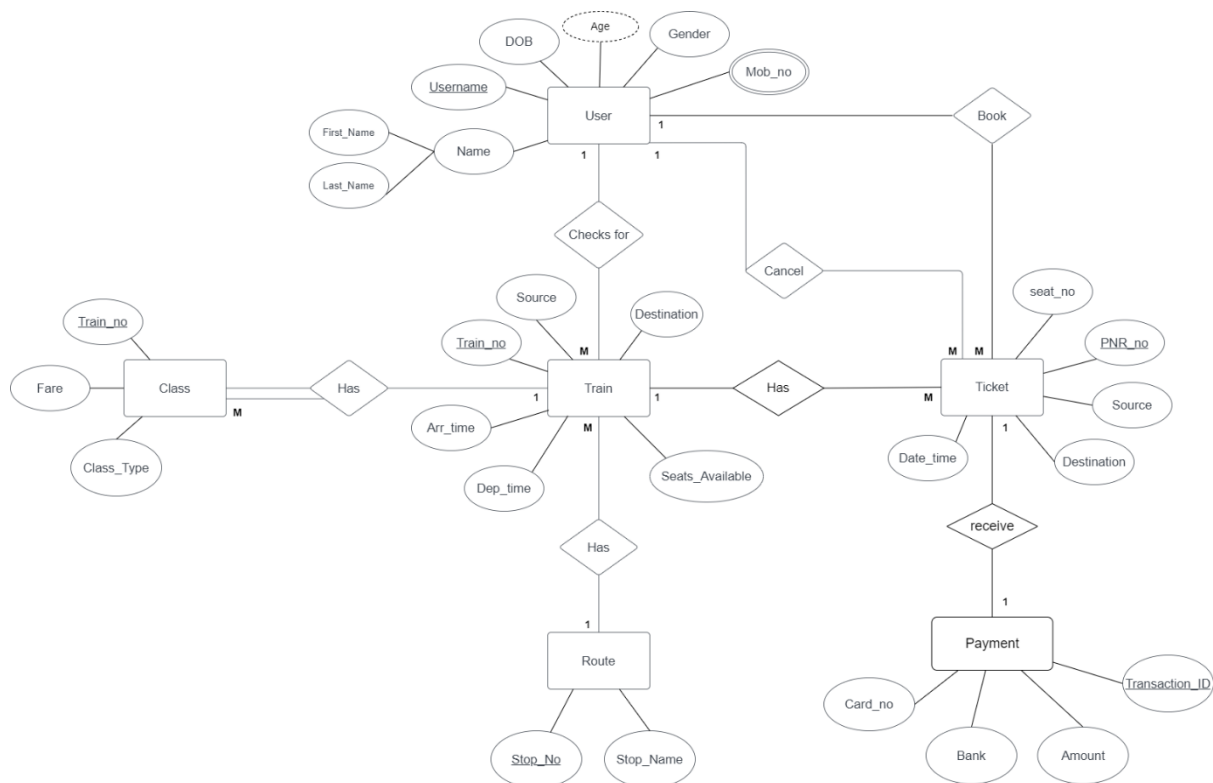 Age
DOB
Gender
Username
Mob_no
User
First_Name
Name
Last_Name
1
1
1
Book
Checks for
Cancel
Source
Destination
seat_no
Train_no
Train_no
PNR_no
M
M
M
Fare
Class
Has
Train
Has
Ticket
Source
M
1
1
M
Arr_time
M
1
Date_time
Destination
Class_Type
Dep_time
Seats_Available
receive
Has
1
1
Payment
Route
Transaction_ID
Card_no
Stop_No
Stop_Name
Bank
Amount